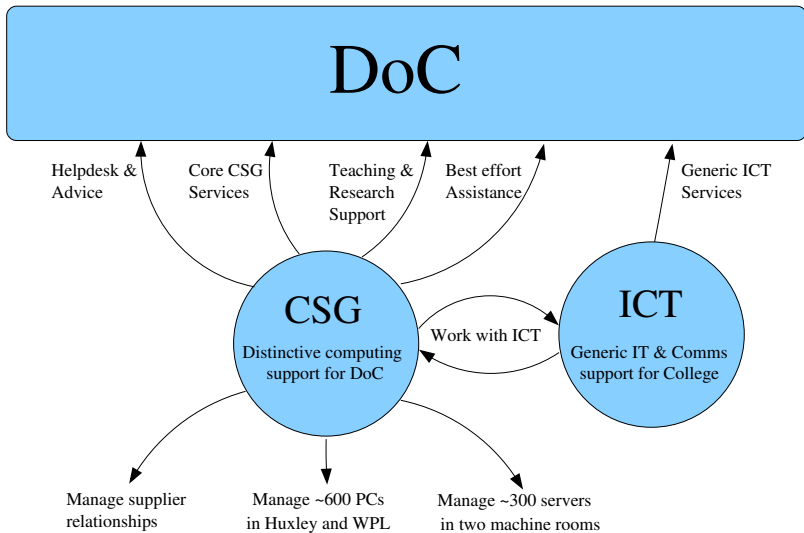 DoC
Helpdesk &
Advice
Core CSG
Services
Teaching &
Research
Support
Best effort
Assistance
Generic ICT
Services
CSG
Distinctive computing
support for DoC
Work with ICT
ICT
Generic IT & Comms
support for College
Manage supplier
relationships
Manage ~600 PCs
in Huxley and WPL
Manage ~300 servers
in two machine rooms